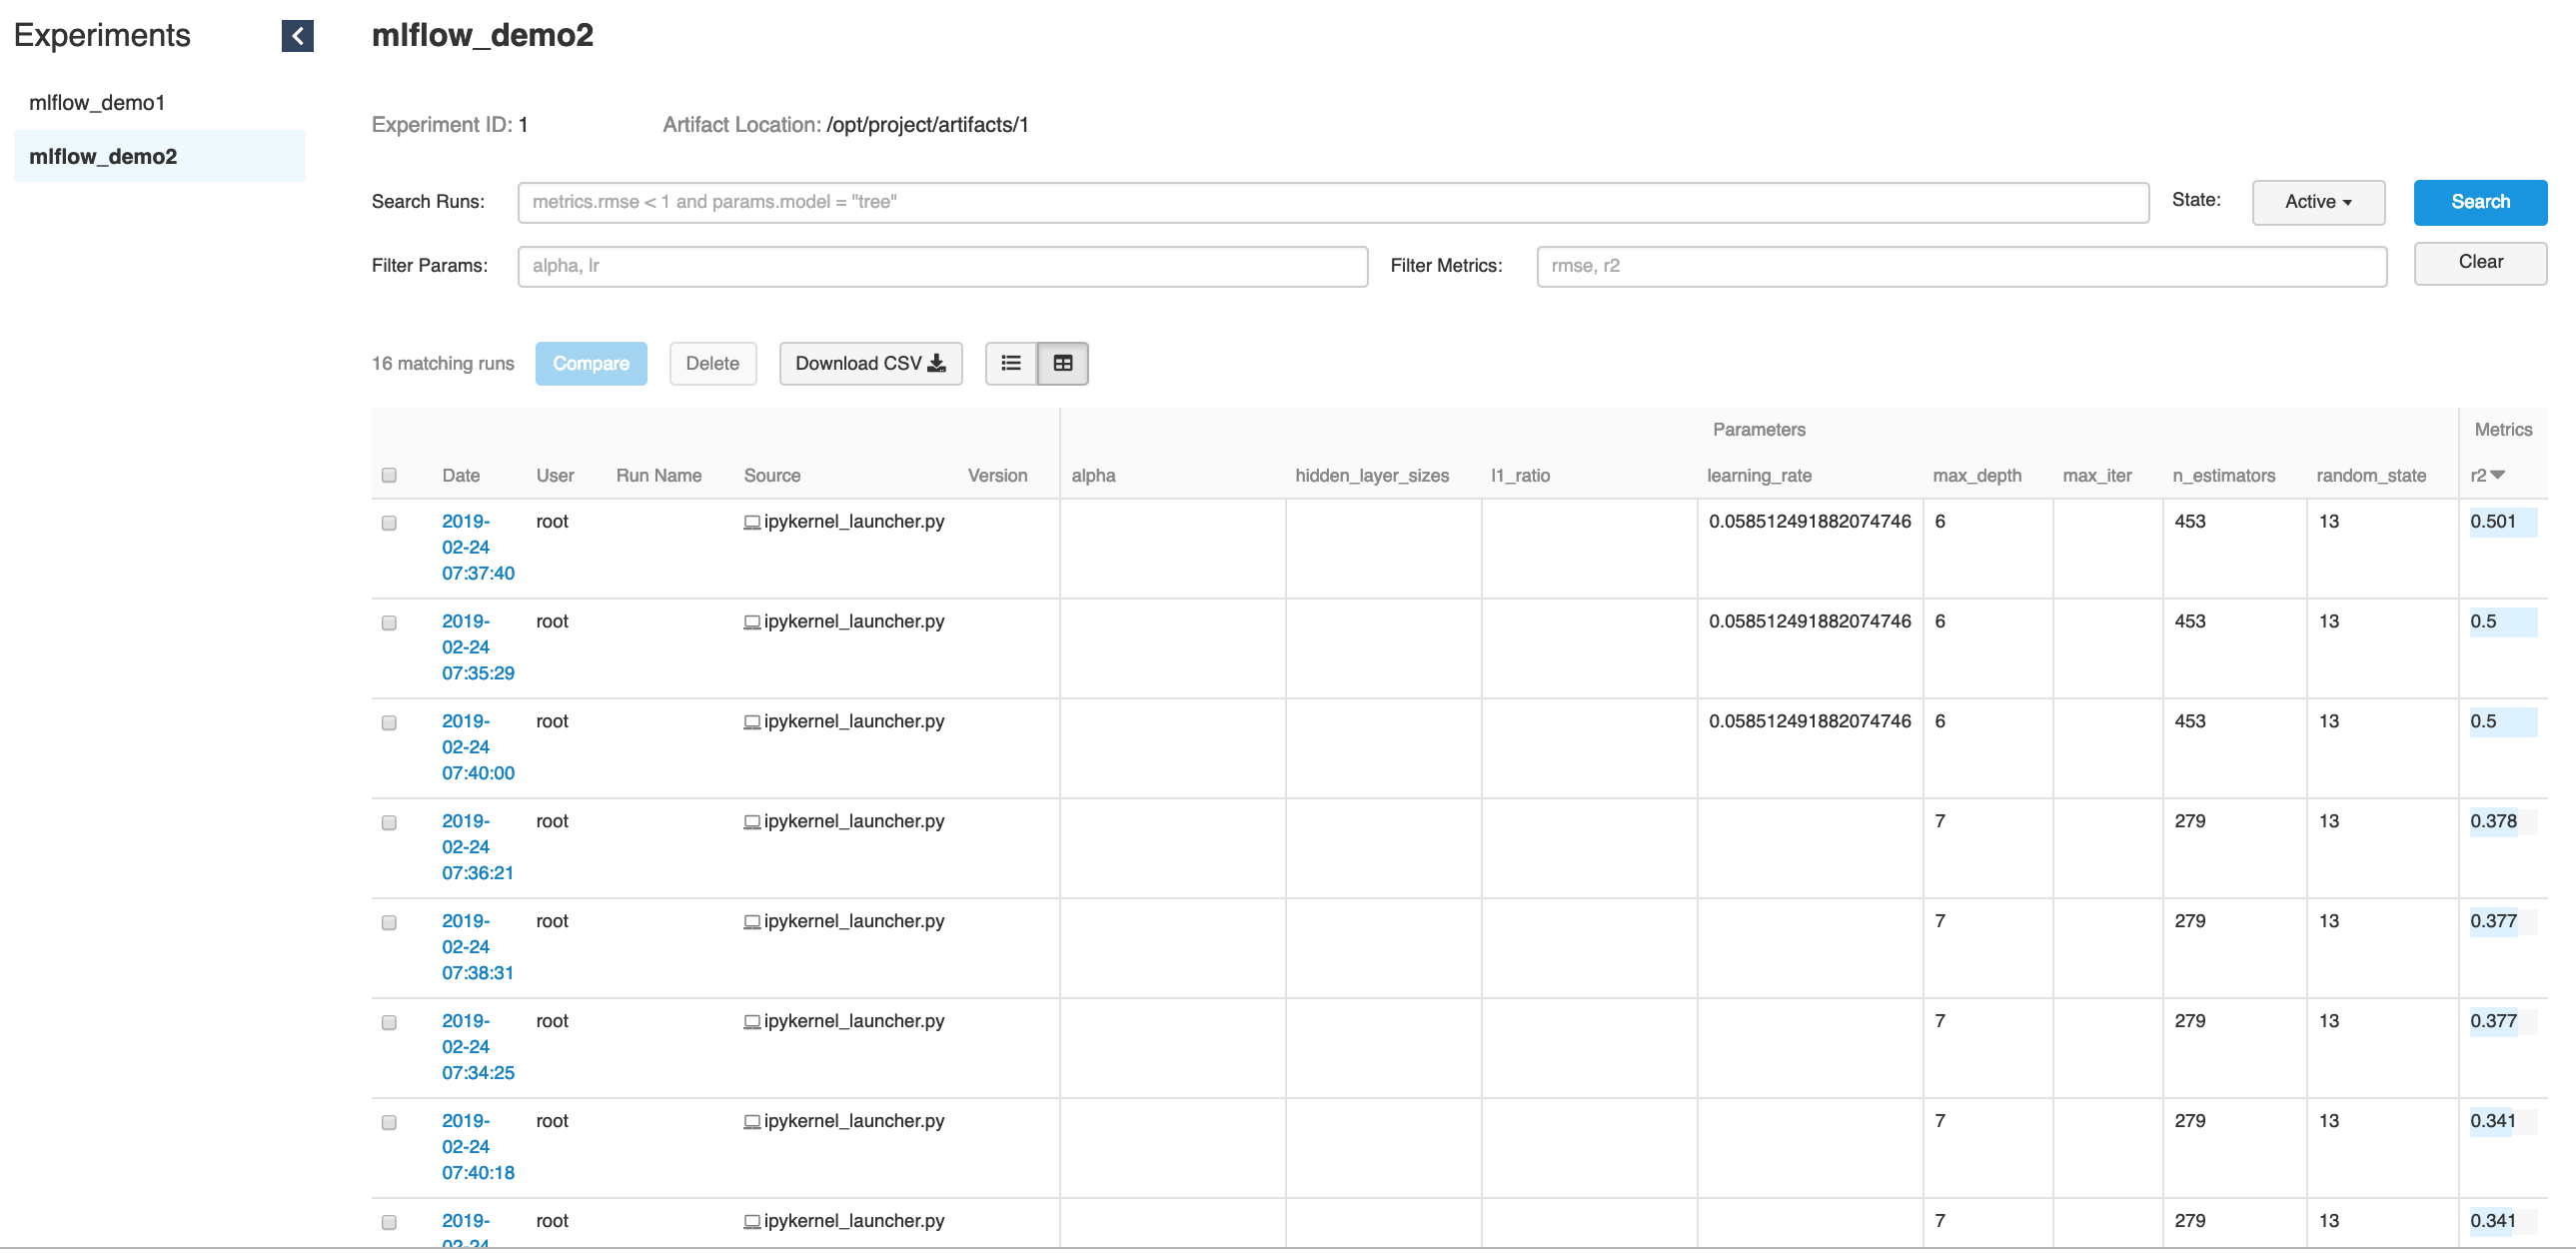 Experiments
mlflow_demo1
mlflow_demo2
mlflow_demo2
Experiment ID: 1 Artifact Location: /opt/project/artifacts/1
Search Runs: metrics.rmse < 1 and params.model = "tree" State: Active Search
Filter Params: alpha, lr Filter Metrics: rmse, r2 Clear
16 matching runs Compare Delete Download CSV
Parameters Metrics
Date User Run Name Source Version alpha hidden_layer_sizes l1_ratio learning_rate max_depth max_iter n_estimators random_state r2
2019- root ipykernel_launcher.py 0.058512491882074746 6 453 13 0.501
02-24
07:37:40
2019- root ipykernel_launcher.py 0.058512491882074746 6 453 13 0.5
02-24
07:35:29
2019- root ipykernel_launcher.py 0.058512491882074746 6 453 13 0.5
02-24
07:40:00
2019- root ipykernel_launcher.py 7 279 13 0.378
02-24
07:36:21
2019- root ipykernel_launcher.py 7 279 13 0.377
02-24
07:38:31
2019- root ipykernel_launcher.py 7 279 13 0.377
02-24
07:34:25
2019- root ipykernel_launcher.py 7 279 13 0.341
02-24
07:40:18
2019- root ipykernel_launcher.py 7 279 13 0.341
02-24